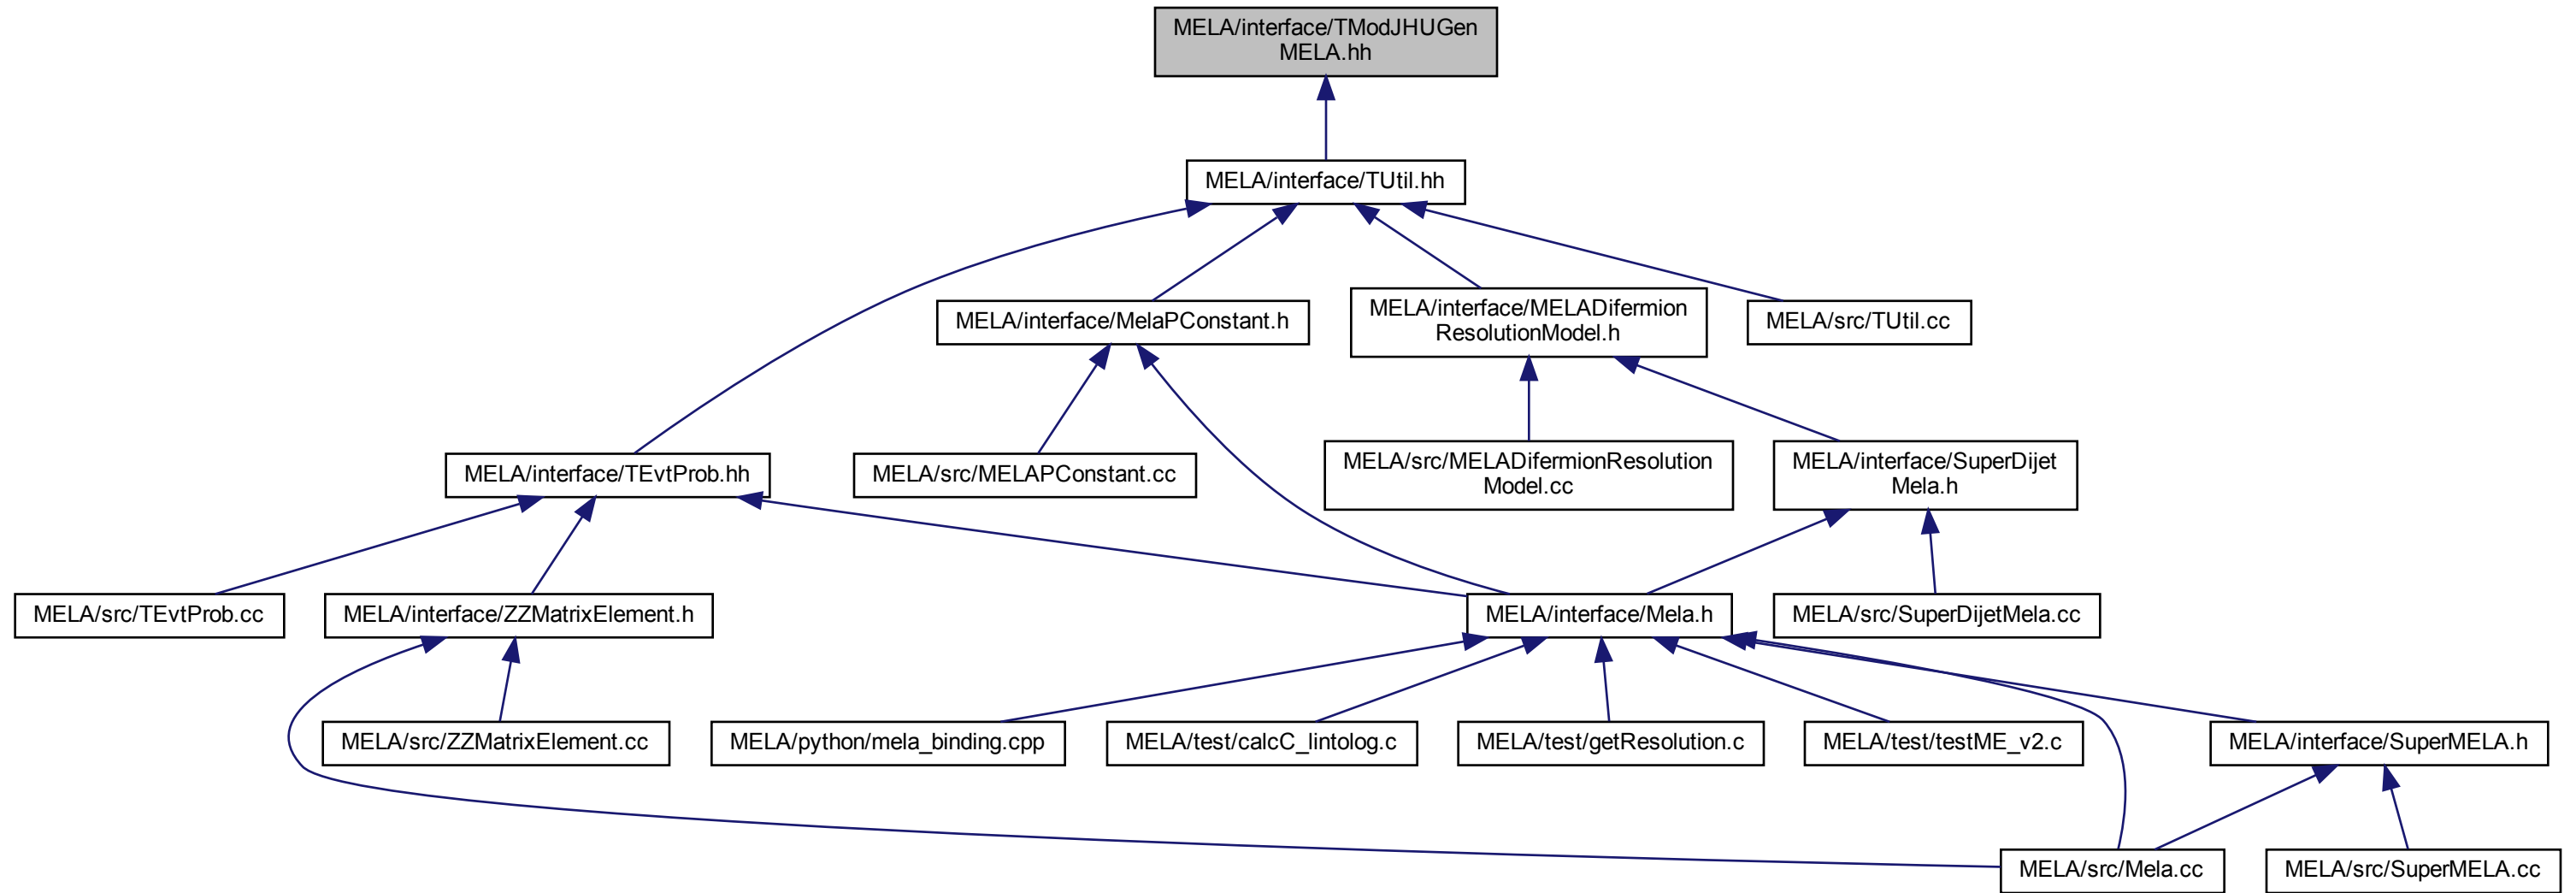 MELA/interface/TModJHUGen
MELA.hh
MELA/interface/TUtil.hh
MELA/interface/MelaPConstant.h
MELA/interface/MELADifermion
ResolutionModel.h
MELA/src/TUtil.cc
MELA/interface/TEvtProb.hh
MELA/src/MELAPConstant.cc
MELA/src/MELADifermionResolution
Model.cc
MELA/interface/SuperDijet
Mela.h
MELA/src/TEvtProb.cc
MELA/interface/ZZMatrixElement.h
MELA/interface/Mela.h
MELA/src/SuperDijetMela.cc
MELA/src/ZZMatrixElement.cc
MELA/python/mela_binding.cpp
MELA/test/calcC_lintolog.c
MELA/test/getResolution.c
MELA/test/testME_v2.c
MELA/interface/SuperMELA.h
MELA/src/Mela.cc
MELA/src/SuperMELA.cc